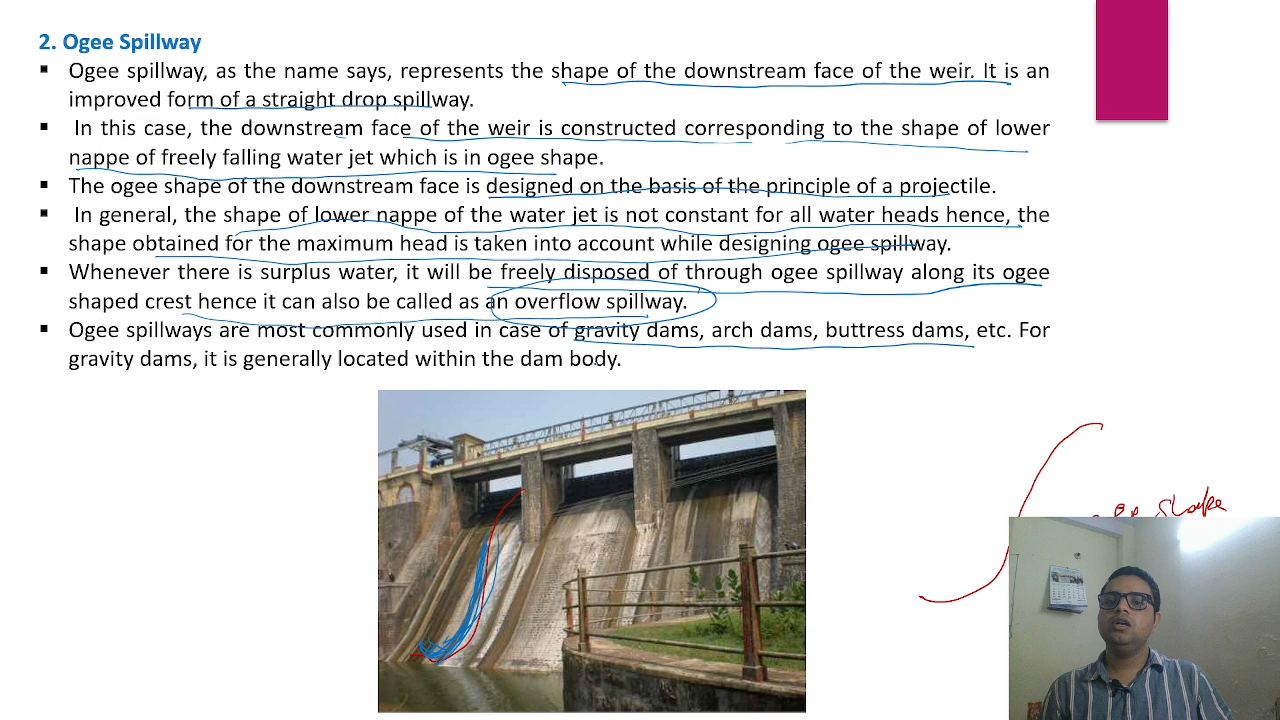 2. Ogee Spillway
▪ Ogee spillway, as the name says, represents the shape of the downstream face of the weir. It is an
improved form of a straight drop spillway.
▪ In this case, the downstream face of the weir is constructed corresponding to the shape of lower
nappe of freely falling water jet which is in ogee shape.
▪ The ogee shape of the downstream face is designed on the basis of the principle of a projectile.
▪ In general, the shape of lower nappe of the water jet is not constant for all water heads hence, the
shape obtained for the maximum head is taken into account while designing ogee spillway.
▪ Whenever there is surplus water, it will be freely disposed of through ogee spillway along its ogee
shaped crest hence it can also be called as an overflow spillway.
▪ Ogee spillways are most commonly used in case of gravity dams, arch dams, buttress dams, etc. For
gravity dams, it is generally located within the dam body.
shape